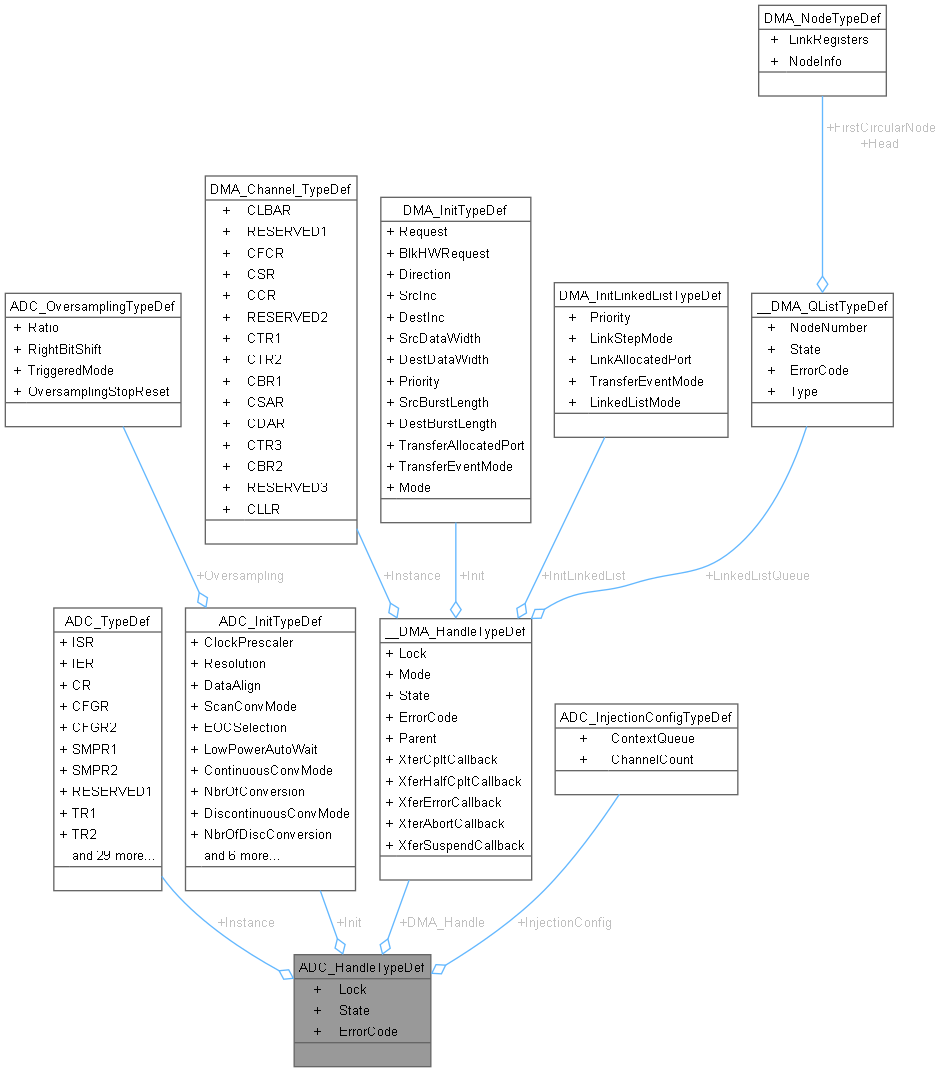 DMA_NodeTypeDef
+ LinkRegisters
+ NodeInfo
+FirstCircularNode
+Head
DMA_Channel_TypeDef
+ CLBAR
+ RESERVED1
+ CFCR
+ CSR
+ CCR
+ RESERVED2
+ CTR1
+ CTR2
+ CBR1
+ CSAR
+ CDAR
+ CTR3
+ CBR2
+ RESERVED3
+ CLLR
DMA_InitTypeDef
+ Request
+ BlkHWRequest
+ Direction
+ SrcInc
+ DestInc
+ SrcDataWidth
+ DestDataWidth
+ Priority
+ SrcBurstLength
+ DestBurstLength
+ TransferAllocatedPort
+ TransferEventMode
+ Mode
DMA_InitLinkedListTypeDef
+ Priority
+ LinkStepMode
+ LinkAllocatedPort
+ TransferEventMode
+ LinkedListMode
__DMA_QListTypeDef
+ NodeNumber
+ State
+ ErrorCode
+ Type
ADC_OversamplingTypeDef
+ Ratio
+ RightBitShift
+ TriggeredMode
+ OversamplingStopReset
+Oversampling
+Instance
+Init
+InitLinkedList
+LinkedListQueue
ADC_TypeDef
+ ISR
+ IER
+ CR
+ CFGR
+ CFGR2
+ SMPR1
+ SMPR2
+ RESERVED1
+ TR1
+ TR2
and 29 more...
ADC_InitTypeDef
+ ClockPrescaler
+ Resolution
+ DataAlign
+ ScanConvMode
+ EOCSelection
+ LowPowerAutoWait
+ ContinuousConvMode
+ NbrOfConversion
+ DiscontinuousConvMode
+ NbrOfDiscConversion
and 6 more...
__DMA_HandleTypeDef
+ Lock
+ Mode
+ State
+ ErrorCode
+ Parent
+ XferCpltCallback
+ XferHalfCpltCallback
+ XferErrorCallback
+ XferAbortCallback
+ XferSuspendCallback
ADC_InjectionConfigTypeDef
+ ContextQueue
+ ChannelCount
+Instance
+Init
+DMA_Handle
+InjectionConfig
ADC_HandleTypeDef
+ Lock
+ State
+ ErrorCode